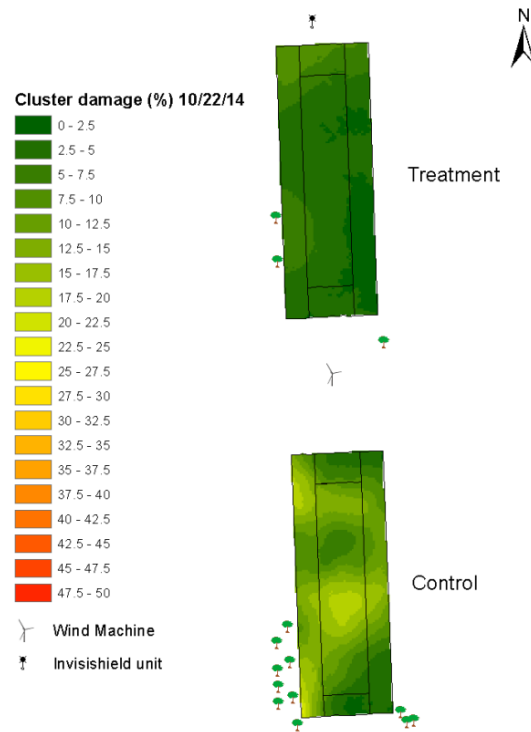 N
Cluster damage (%) 10/22/14
0 - 2.5
2.5 - 5
5 - 7.5
7.5 - 10
10 - 12.5
12.5 - 15
15 - 17.5
17.5 - 20
20 - 22.5
22.5 - 25
25 - 27.5
27.5 - 30
30 - 32.5
32.5 - 35
35 - 37.5
37.5 - 40
40 - 42.5
42.5 - 45
45 - 47.5
47.5 - 50
Wind Machine
Invisishield unit
Treatment
Control